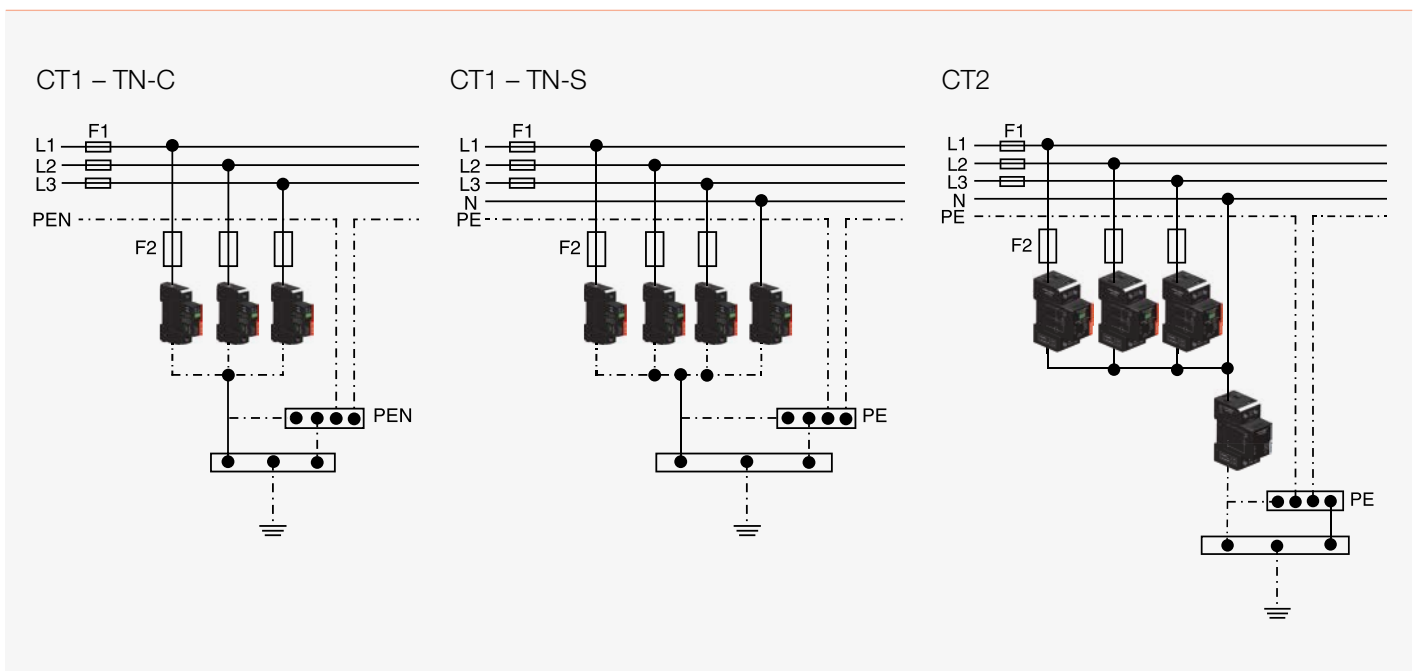 CT1 – TN-C
F1
L1
L2
L3
PEN
F2
PEN
CT1 – TN-S
F1
L1
L2
L3
N
PE
F2
PE
CT2
F1
L1
L2
L3
N
PE
F2
PE